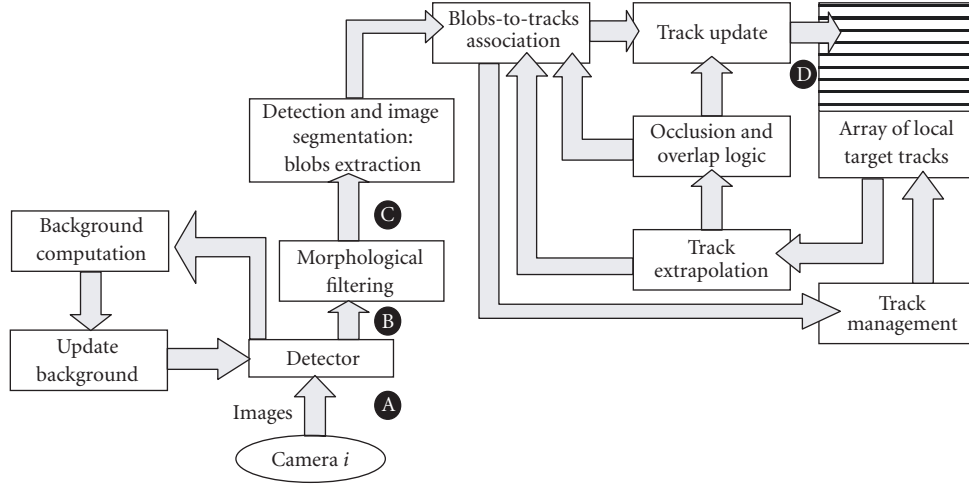 Blobs-to-tracks
association
Track update
D
Detection and image
segmentation:
blobs extraction
Occlusion and
overlap logic
Array of local
target tracks
C
Background
computation
Morphological
filtering
Track
extrapolation
Track
management
B
Update
background
Detector
A
Images
Camera i